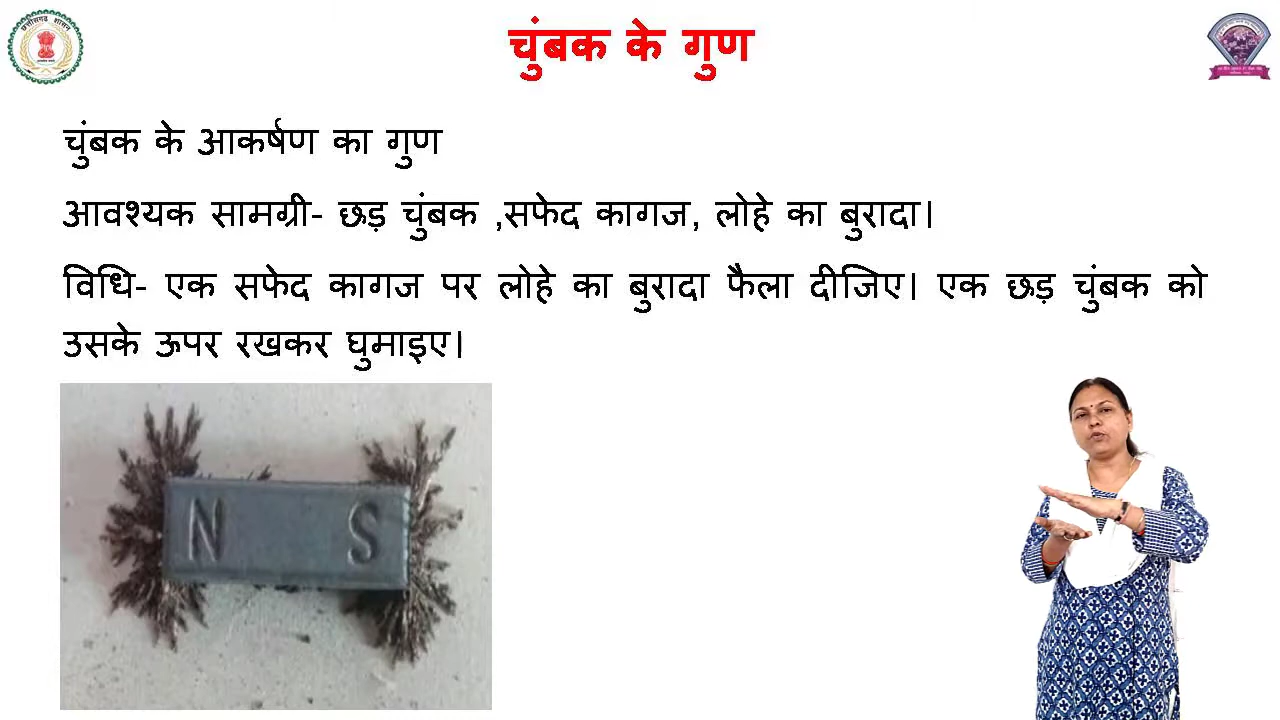 चुंबक के गुण
चुंबक के आकर्षण का गुण
आवश्यक सामग्री- छड़ चुंबक ,सफेद कागज, लोहे का बुरादा।
विधि- एक सफेद कागज पर लोहे का बुरादा फैला दीजिए। एक छड़ चुंबक को
उसके ऊपर रखकर घुमाइए।
N S